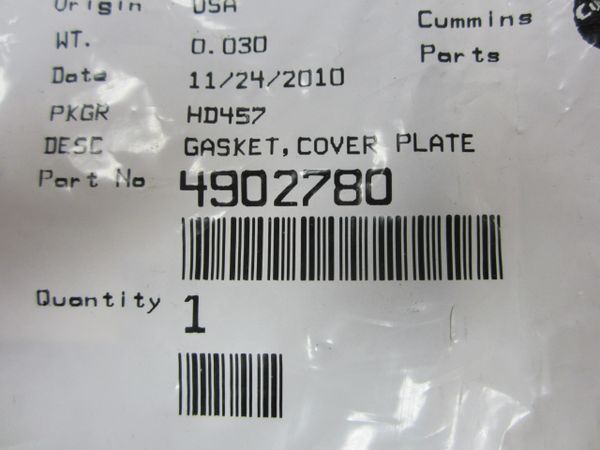 Origin USA
Cummins
WT. 0.030
Parts
Date 11/24/2010
PKGR HD457
DESC GASKET, COVER PLATE
Part No 4902780
Quantity 1